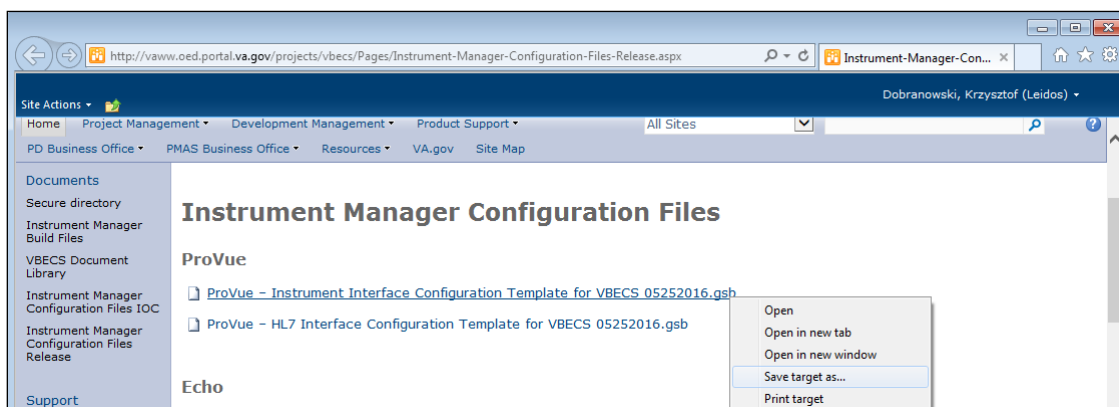 http://vaww.oed.portal.va.gov/projects/vbecs/Pages/Instrument-Manager-Configuration-Files-Release.aspx
Instrument-Manager-Con...
Dobranowski, Krzysztof (Leidos)
Site Actions
Home Project Management Development Management Product Support All Sites
PD Business Office PMAS Business Office Resources VA.gov Site Map
Documents
Secure directory
Instrument Manager
Build Files
VBECS Document
Library
Instrument Manager
Configuration Files IOC
Instrument Manager
Configuration Files
Release
Support
Instrument Manager Configuration Files
ProVue
ProVue – Instrument Interface Configuration Template for VBECS 05252016.gsb
ProVue – HL7 Interface Configuration Template for VBECS 05252016.gsb
Echo
Open
Open in new tab
Open in new window
Save target as...
Print target